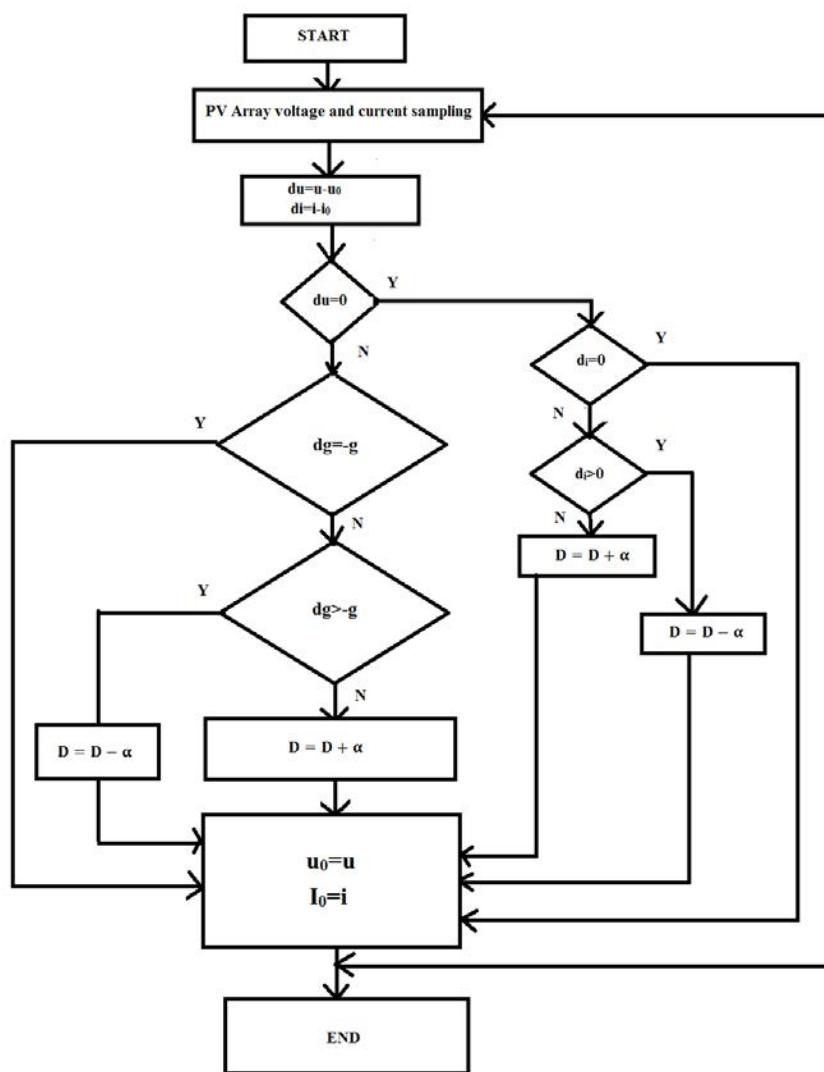 START
PV Array voltage and current sampling
du=u-u₀
di=i-i₀
du=0
Y
N
dᵢ=0
Y
N
dg=-g
Y
N
dᵢ>0
Y
N
D = D + α
dg>-g
Y
N
D = D − α
D = D − α
D = D + α
u₀=u
I₀=i
END